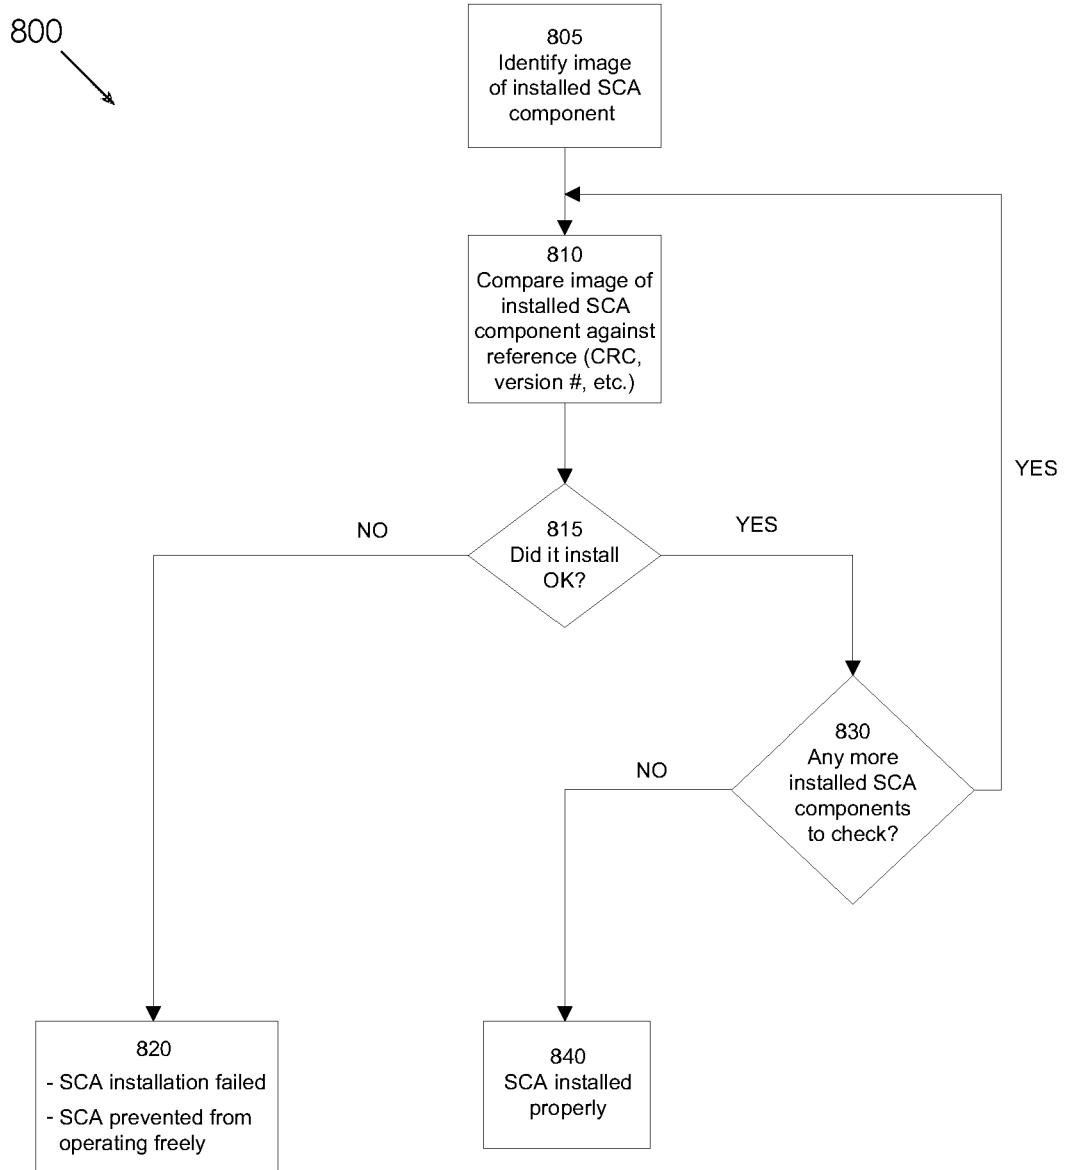 800
805
Identify image
of installed SCA
component
810
Compare image of
installed SCA
component against
reference (CRC,
version #, etc.)
YES
NO
815
Did it install
OK?
YES
830
Any more
installed SCA
components
to check?
NO
820
- SCA installation failed
- SCA prevented from
operating freely
840
SCA installed
properly